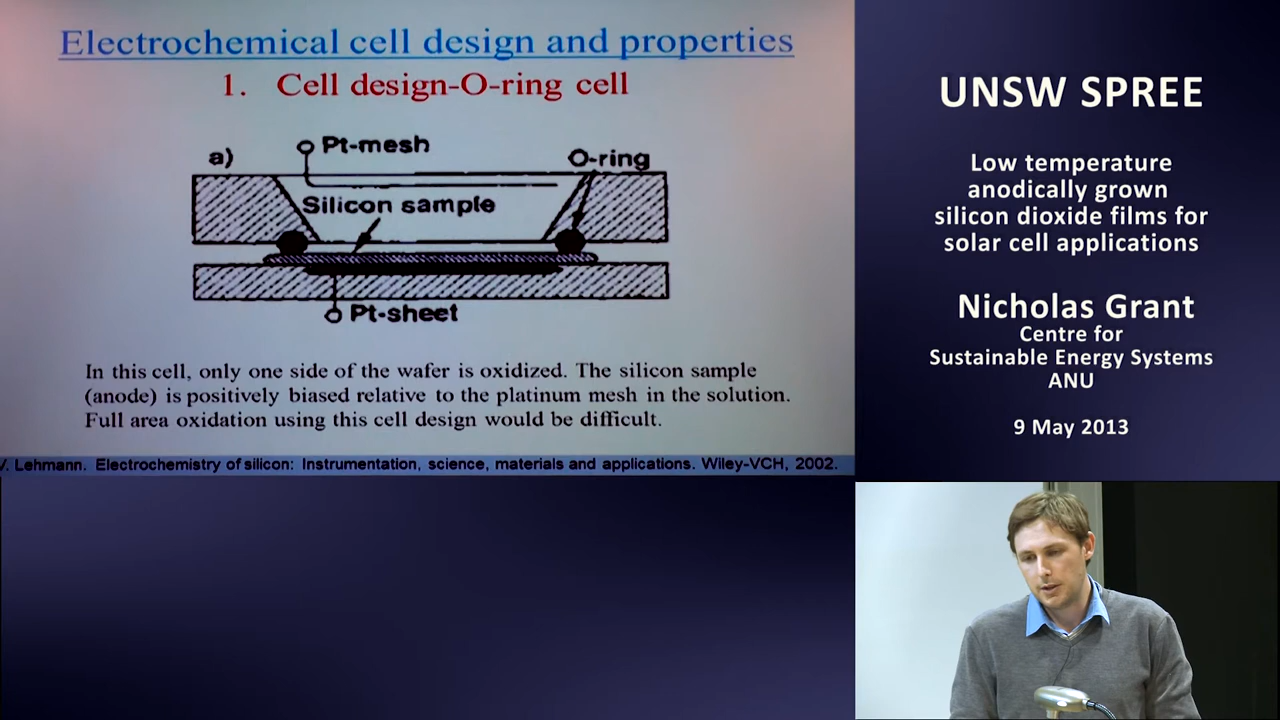 Electrochemical cell design and properties
1. Cell design-O-ring cell
a)
Pt-mesh
O-ring
Silicon sample
Pt-sheet
In this cell, only one side of the wafer is oxidized. The silicon sample
(anode) is positively biased relative to the platinum mesh in the solution.
Full area oxidation using this cell design would be difficult.
V. Lehmann. Electrochemistry of silicon: Instrumentation, science, materials and applications. Wiley-VCH, 2002.
UNSW SPREE
Low temperature
anodically grown
silicon dioxide films for
solar cell applications
Nicholas Grant
Centre for
Sustainable Energy Systems
ANU
9 May 2013